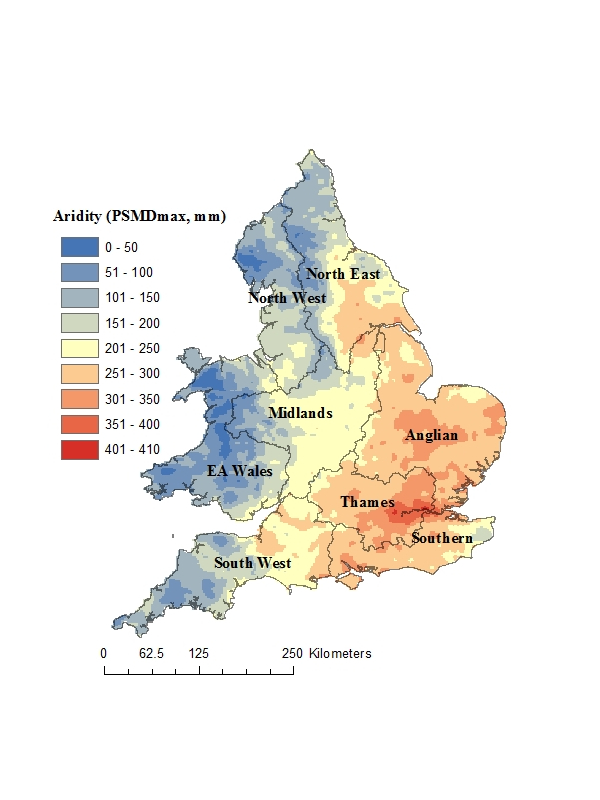 Aridity (PSMDmax, mm)
0 - 50
51 - 100
101 - 150
151 - 200
201 - 250
251 - 300
301 - 350
351 - 400
401 - 410
North East
North West
Midlands
Anglian
EA Wales
Thames
Southern
South West
0 62.5 125 250 Kilometers